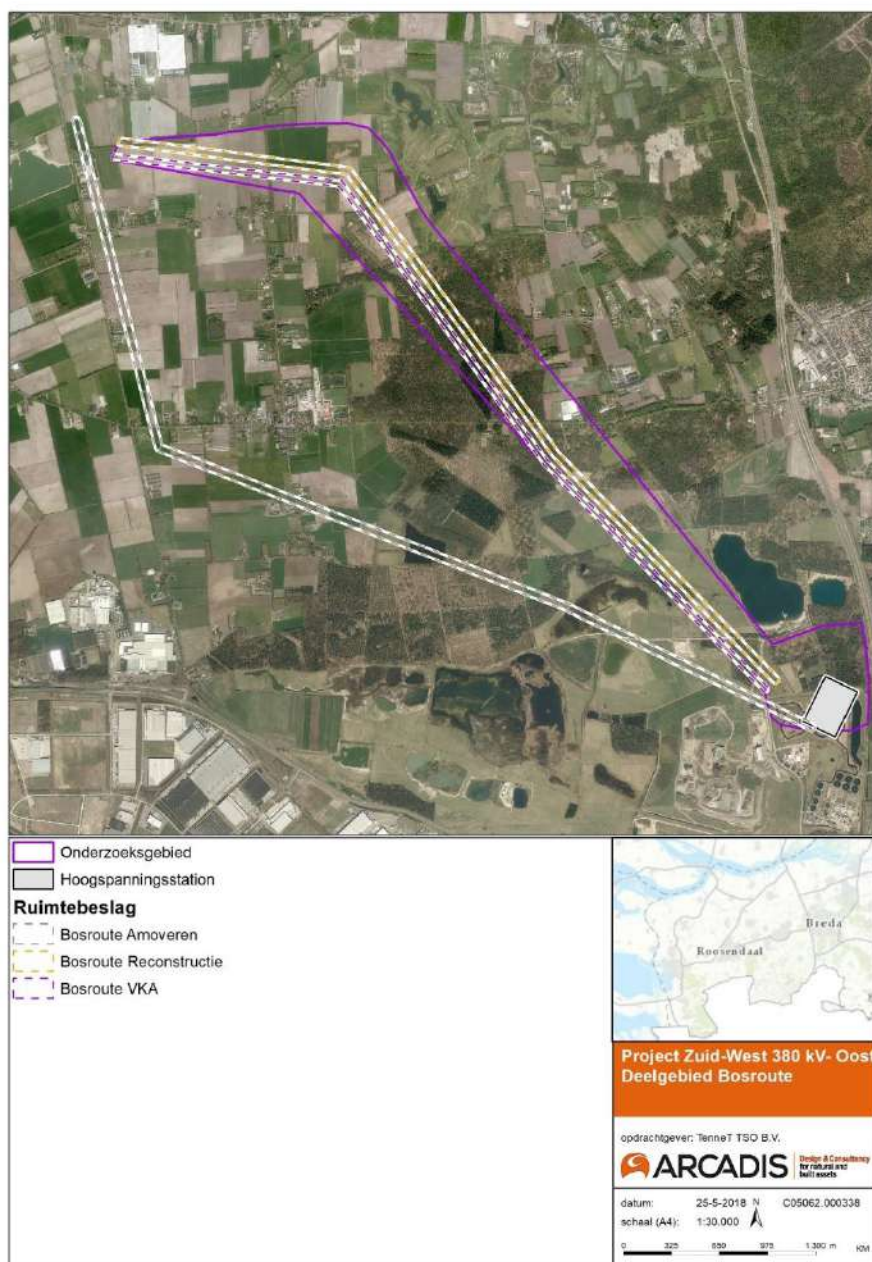 Onderzoeksgebied
Hoogspanningsstation
Ruimtebeslag
Bosroute Amoveren
Bosroute Reconstructie
Bosroute VKA
Breda
Roosendaal
Project Zuid-West 380 kV- Oost
Deelgebied Bosroute
opdrachtgever: TenneT TSO B.V.
ARCADIS Design & Consultancy
for natural and
built assets
datum: 25-5-2018 N C05062.000338
schaal (A4): 1:30.000
0 325 650 975 1.300 m KM